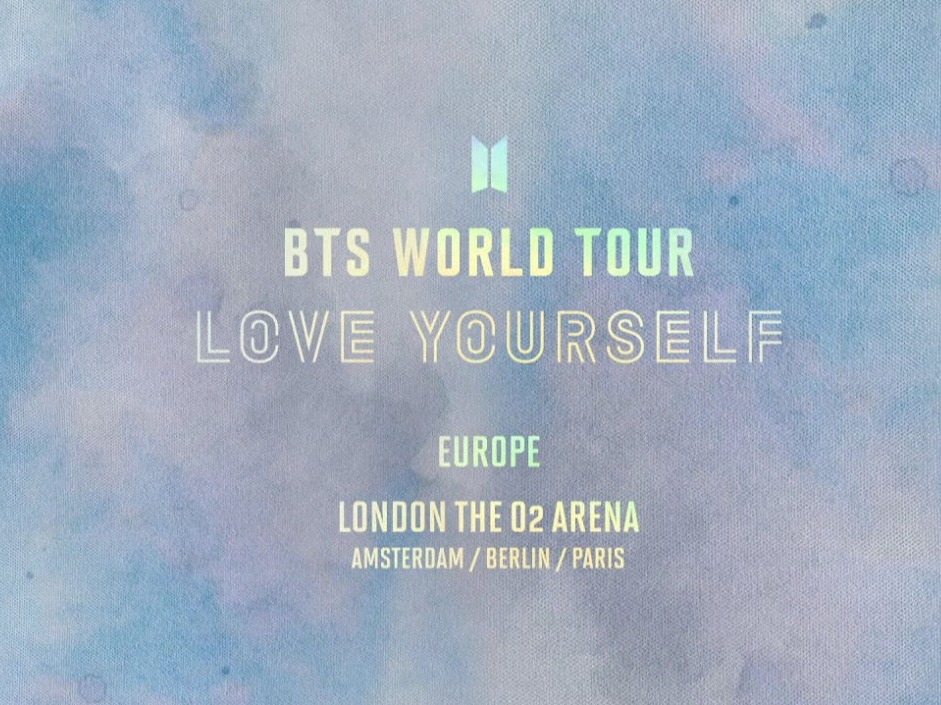 BTS WORLD TOUR
LOVE YOURSELF
EUROPE
LONDON THE O2 ARENA
AMSTERDAM / BERLIN / PARIS